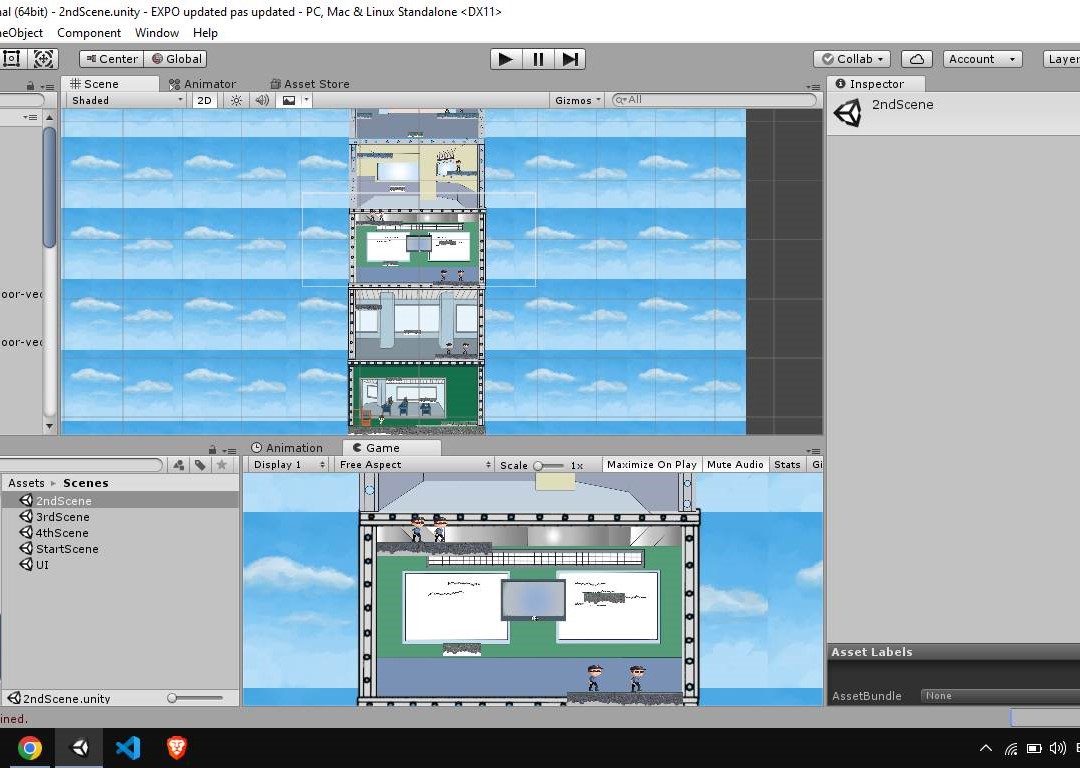 al (64bit) - 2ndScene.unity - EXPO updated pas updated - PC, Mac & Linux Standalone <DX11>
eObject Component Window Help
Center Global Collab Account Layer
Scene Animator Asset Store Inspector
Shaded 2D Gizmos All
2ndScene
oor-vec
oor-vec
Animation Game
Display 1 Free Aspect Scale 1x Maximize On Play Mute Audio Stats Gi
Assets Scenes
2ndScene
3rdScene
4thScene
StartScene
UI
Asset Labels
AssetBundle None
2ndScene.unity
ined.